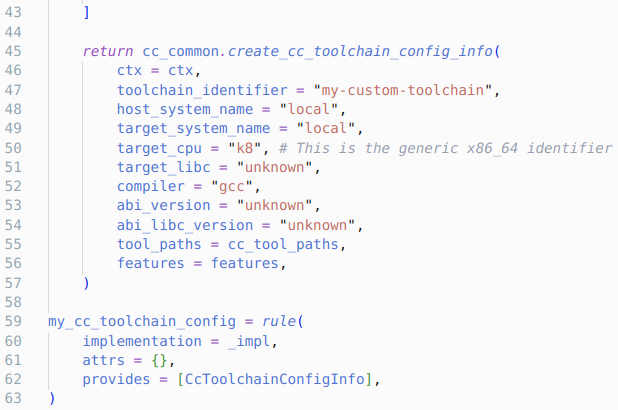 43 ]
44
45 return cc_common.create_cc_toolchain_config_info(
46 ctx = ctx,
47 toolchain_identifier = "my-custom-toolchain",
48 host_system_name = "local",
49 target_system_name = "local",
50 target_cpu = "k8", # This is the generic x86_64 identifier
51 target_libc = "unknown",
52 compiler = "gcc",
53 abi_version = "unknown",
54 abi_libc_version = "unknown",
55 tool_paths = cc_tool_paths,
56 features = features,
57 )
58
59 my_cc_toolchain_config = rule(
60 implementation = _impl,
61 attrs = {},
62 provides = [CcToolchainConfigInfo],
63 )